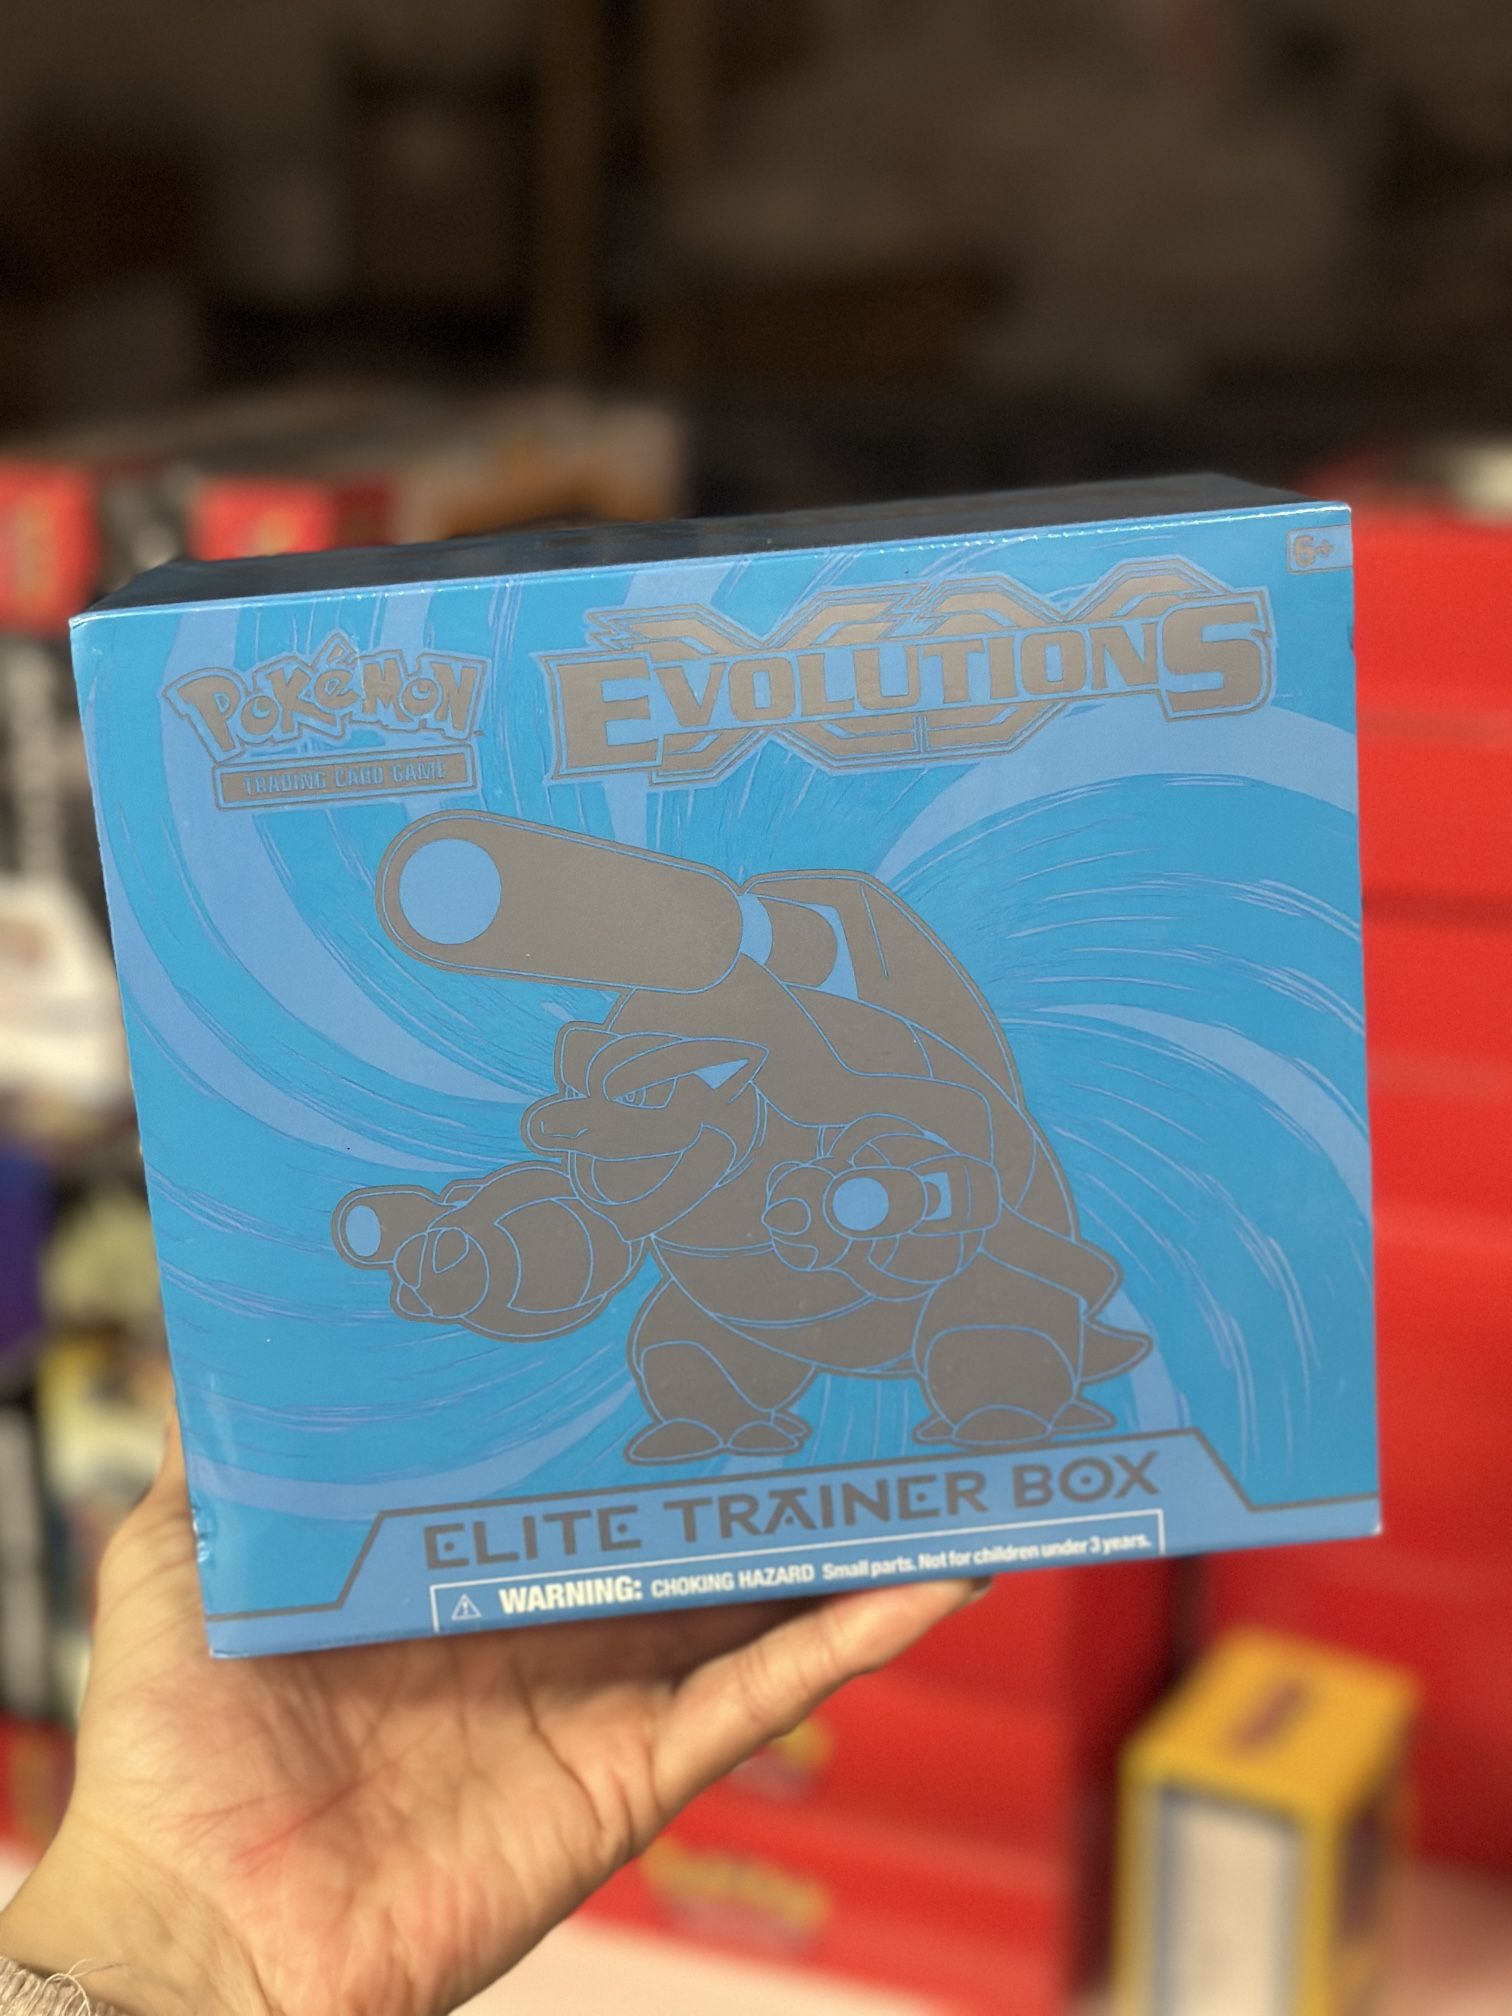 6+
XY
EVOLUTIONS
POKéMON
TRADING CARD GAME
ELITE TRAINER BOX
WARNING: CHOKING HAZARD Small parts. Not for children under 3 years.